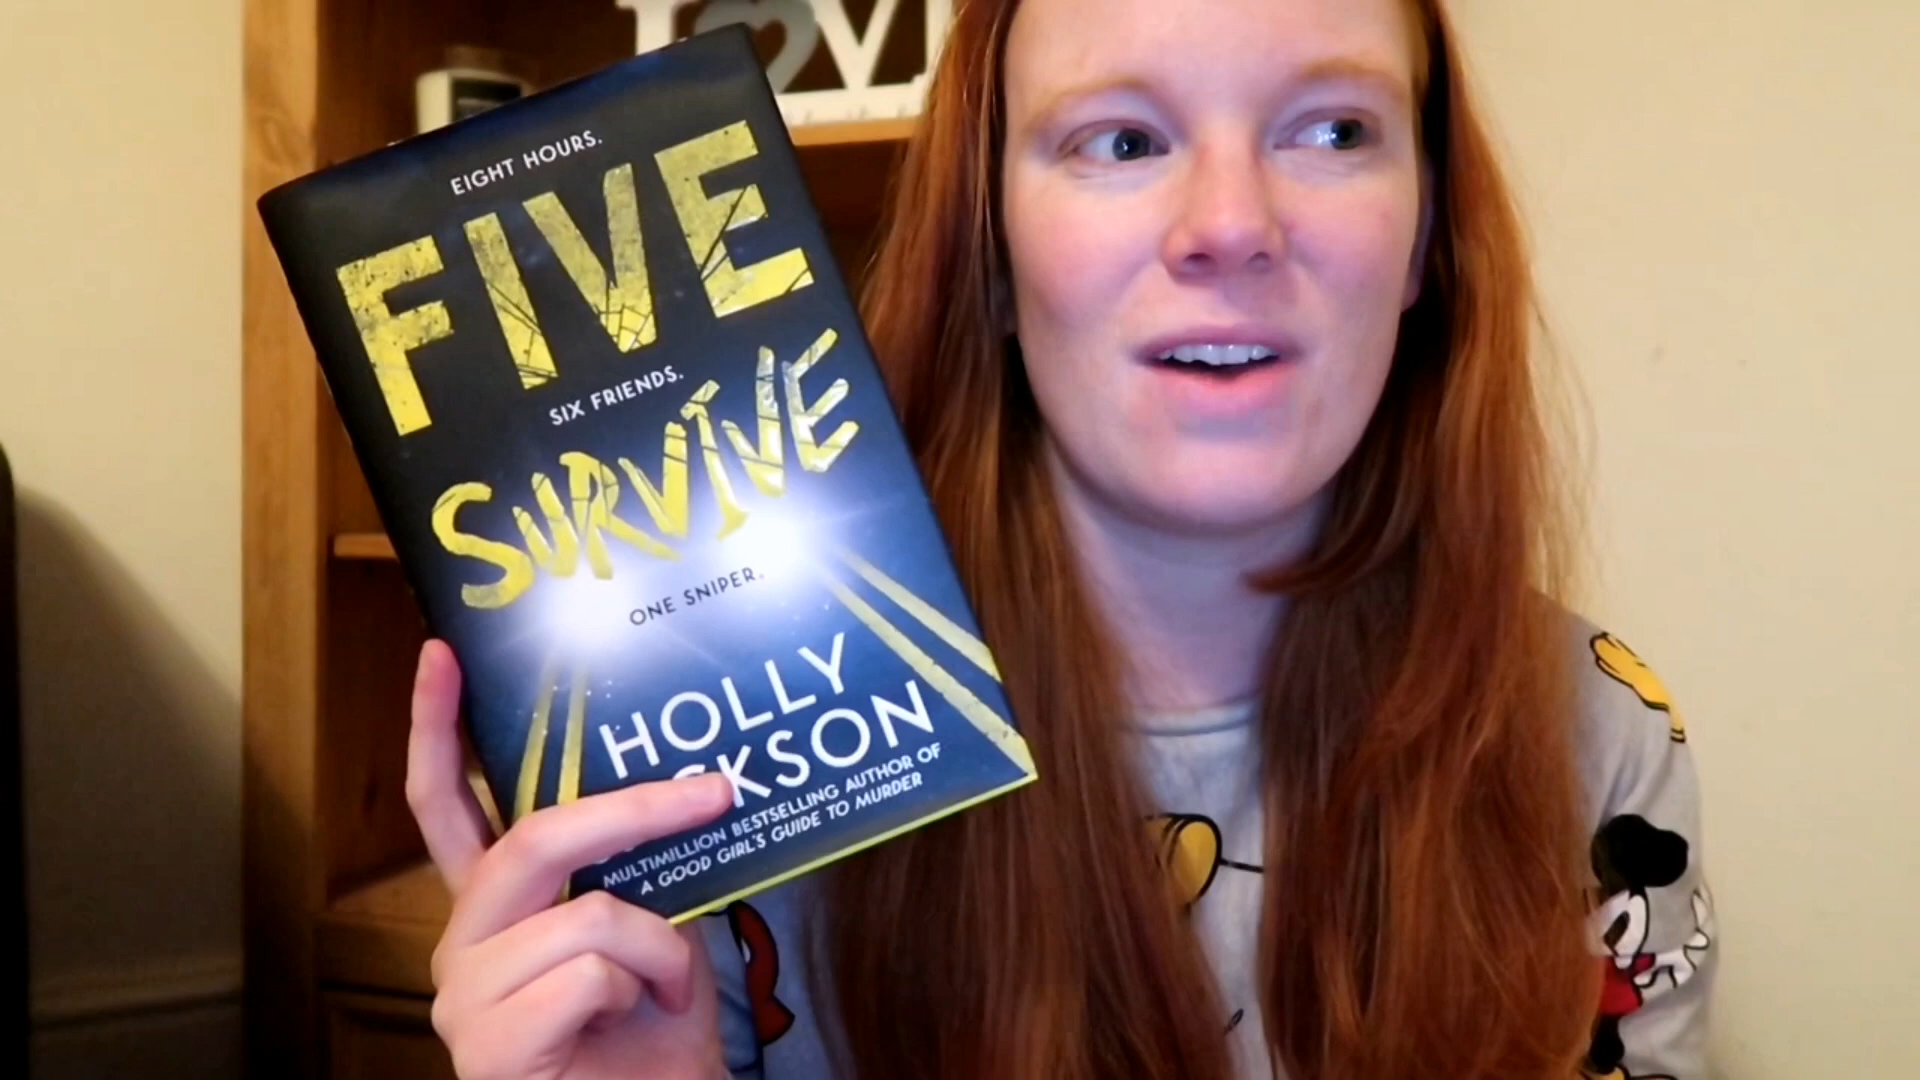 EIGHT HOURS.
FIVE
SIX FRIENDS.
SURVIVE
ONE SNIPER.
HOLLY
CKSON
MULTIMILLION BESTSELLING AUTHOR OF
A GOOD GIRL'S GUIDE TO MURDER